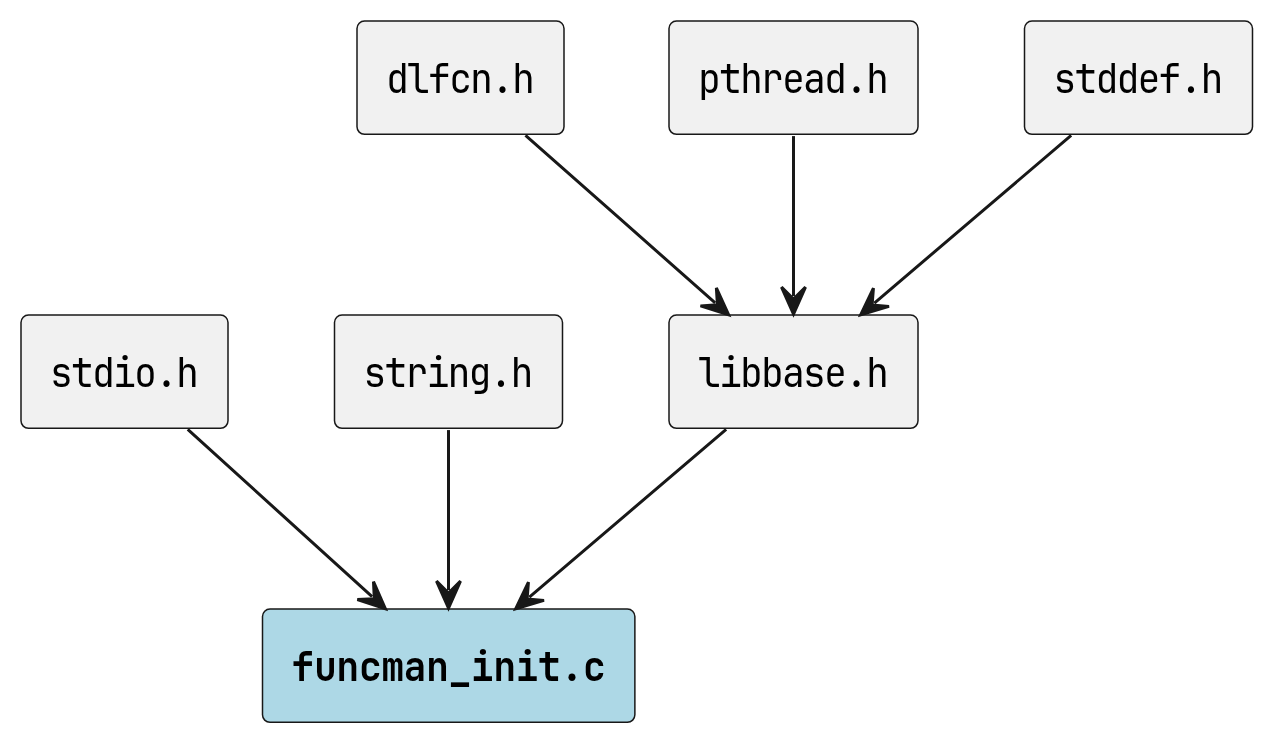 dlfcn.h
pthread.h
stddef.h
stdio.h
string.h
libbase.h
funcman_init.c